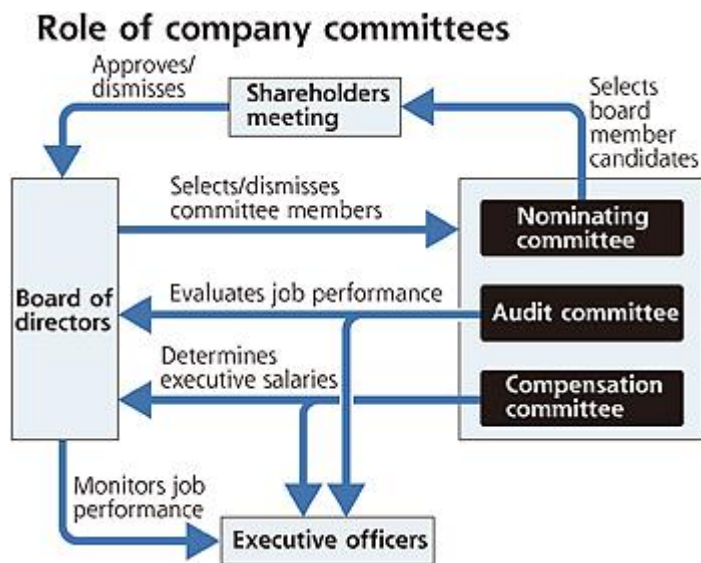 Role of company committees
Approves/
dismisses
Shareholders
meeting
Selects
board
member
candidates
Selects/dismisses
committee members
Nominating
committee
Board of
directors
Evaluates job performance
Audit committee
Determines
executive salaries
Compensation
committee
Monitors job
performance
Executive officers